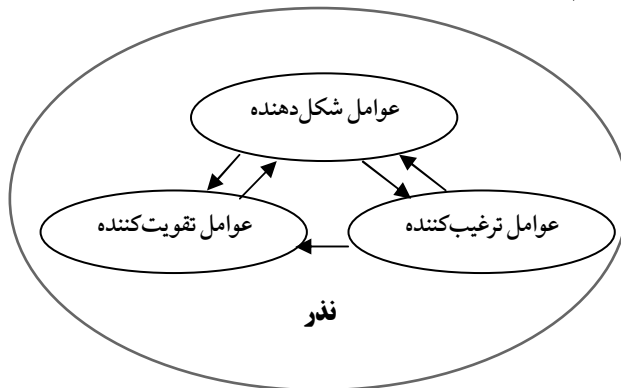 عوامل شکل‌دهنده
عوامل ترغیب‌کننده
عوامل تقویت‌کننده
نذر